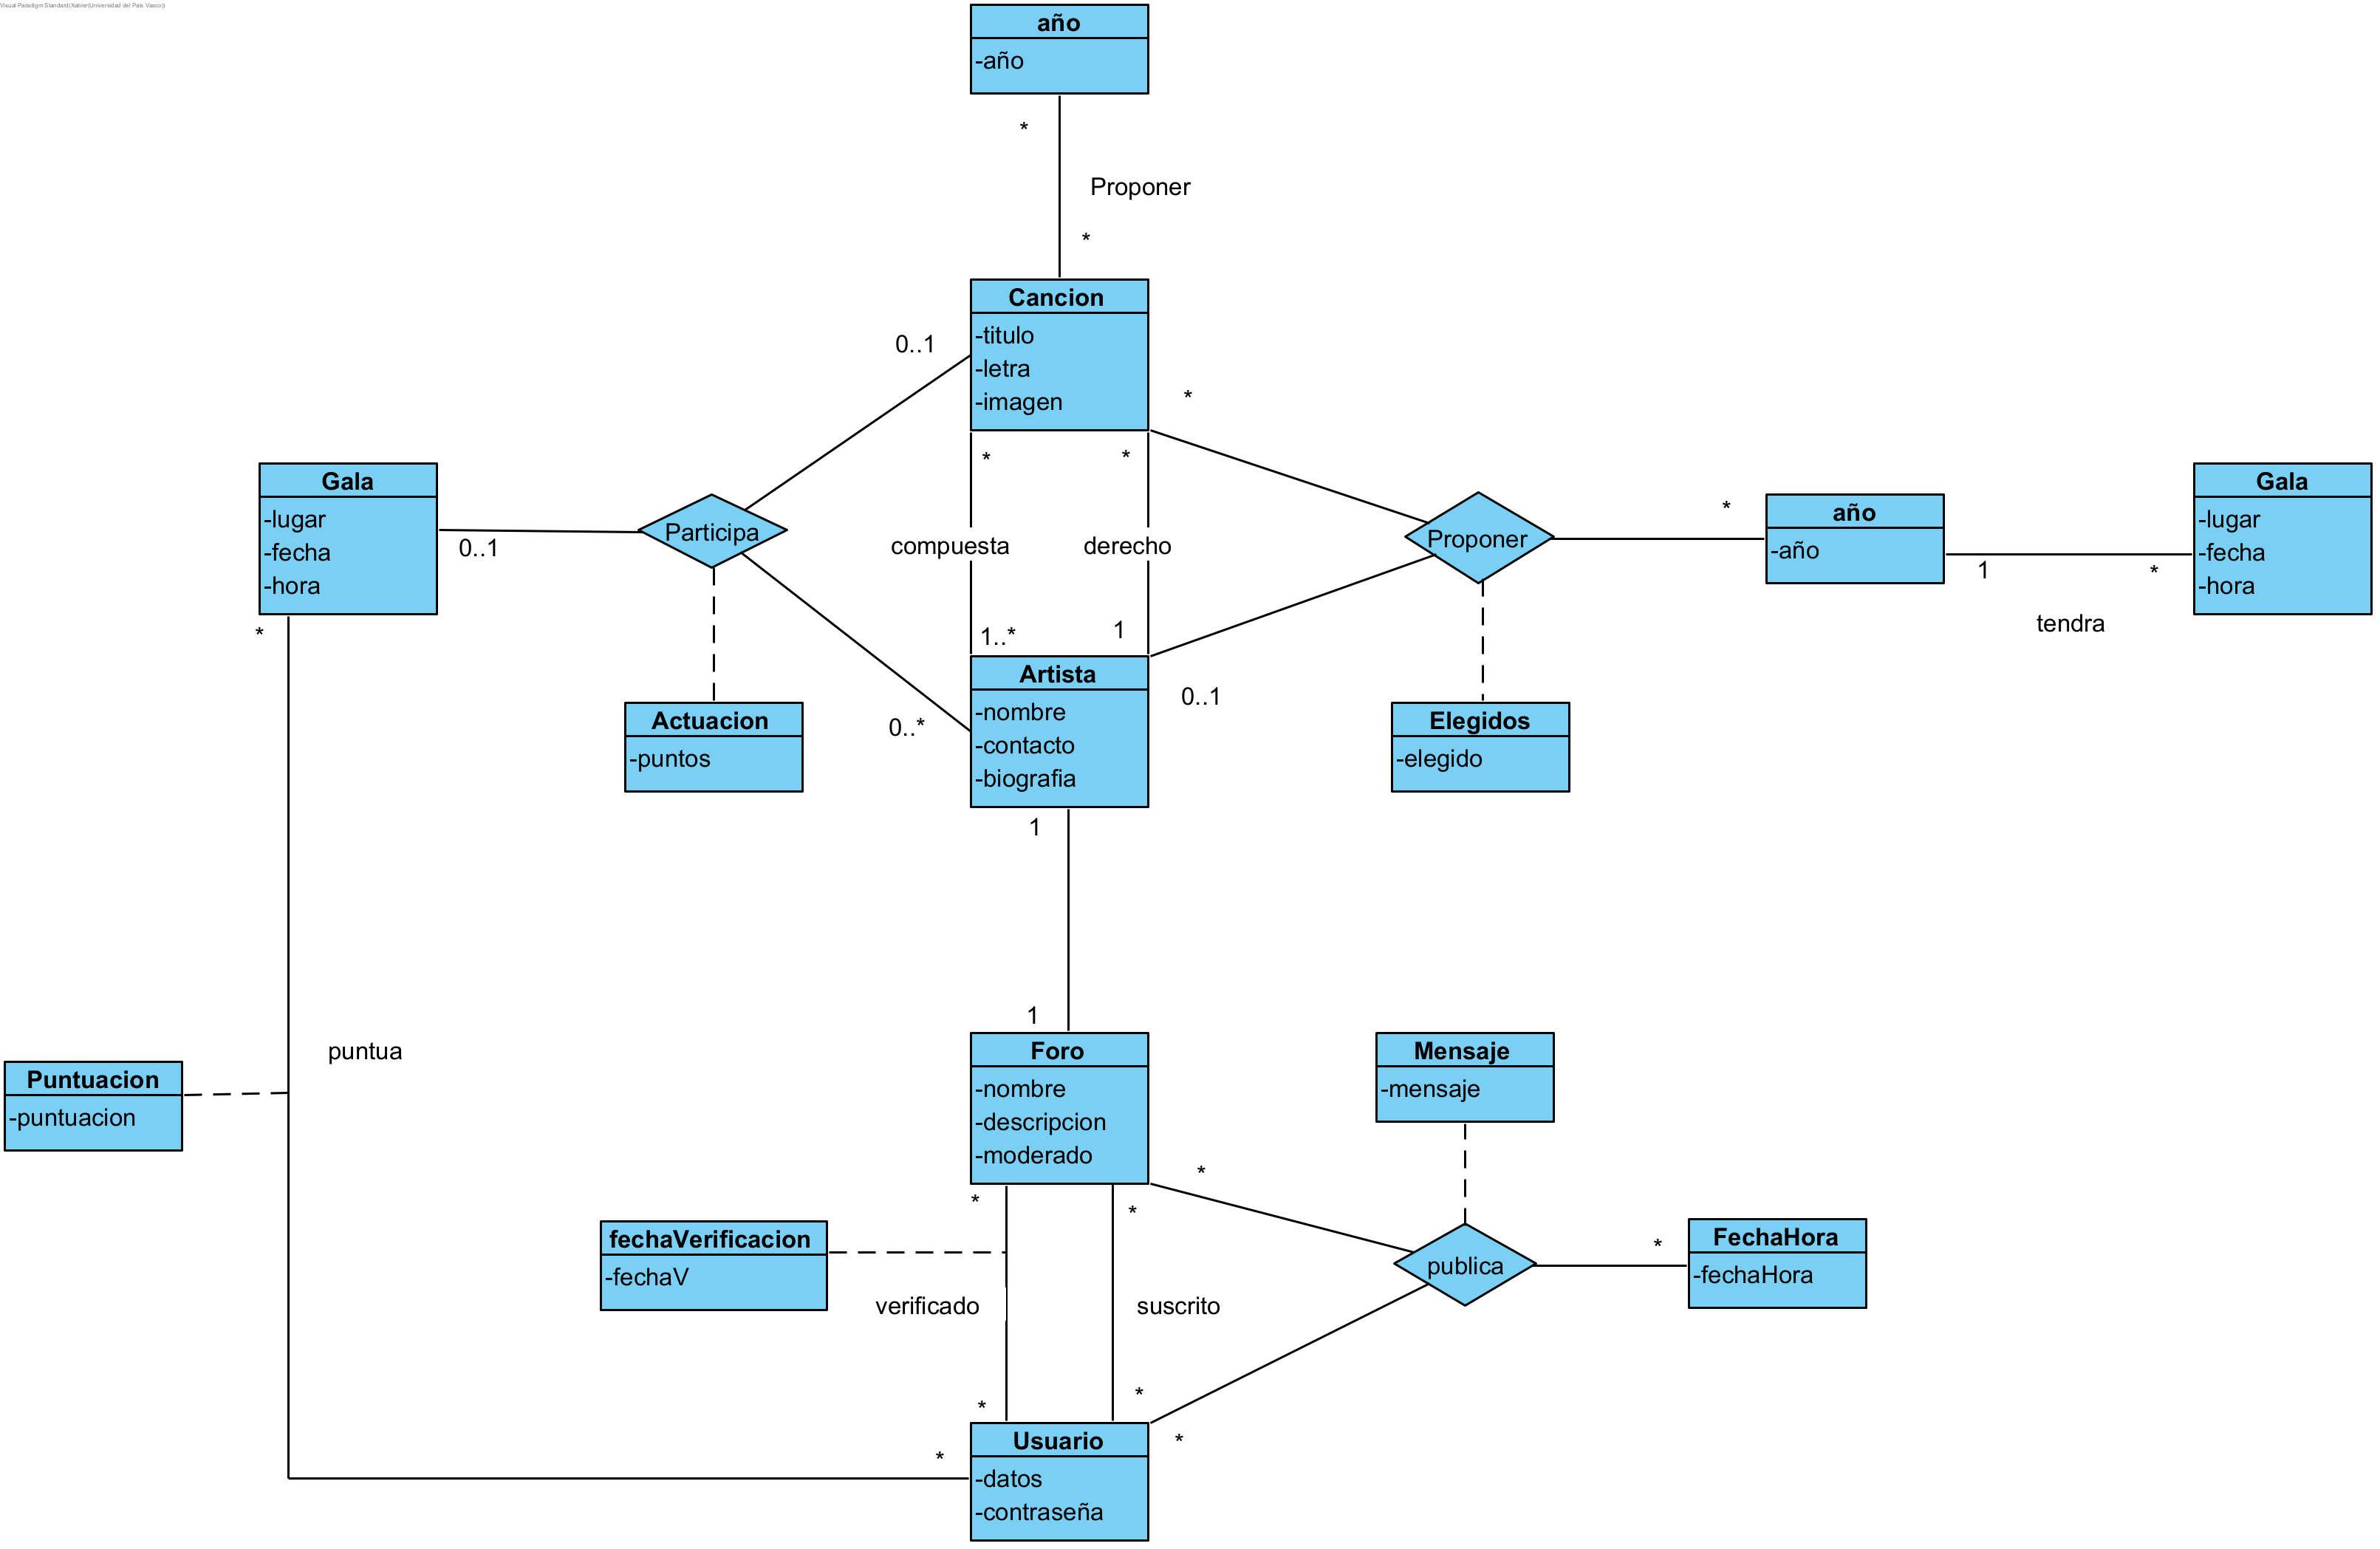 Visual Paradigm Standard(Xabier(Universidad del Pais Vasco))
año
-año
*
Proponer
*
Cancion
-titulo
-letra
-imagen
0..1
*
*
*
Gala
-lugar
-fecha
-hora
0..1
Participa
compuesta
derecho
Proponer
*
año
-año
1
*
tendra
Gala
-lugar
-fecha
-hora
*
1..*
1
Artista
-nombre
-contacto
-biografia
0..1
0..*
Actuacion
-puntos
Elegidos
-elegido
1
1
puntua
Puntuacion
-puntuacion
Foro
-nombre
-descripcion
-moderado
Mensaje
-mensaje
*
*
*
fechaVerificacion
-fechaV
verificado
suscrito
publica
*
FechaHora
-fechaHora
*
*
*
*
Usuario
-datos
-contraseña